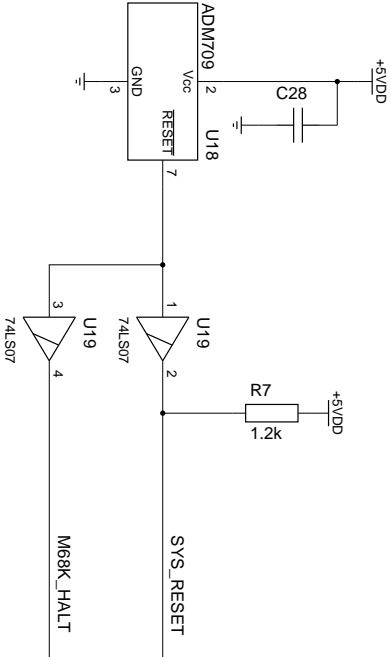 ADM709
U18
Vcc
2
GND
3
RESET
7
+5VDD
C28
1
U19
74LS07
2
3
U19
74LS07
4
+5VDD
R7
1.2k
SYS_RESET
M68K_HALT